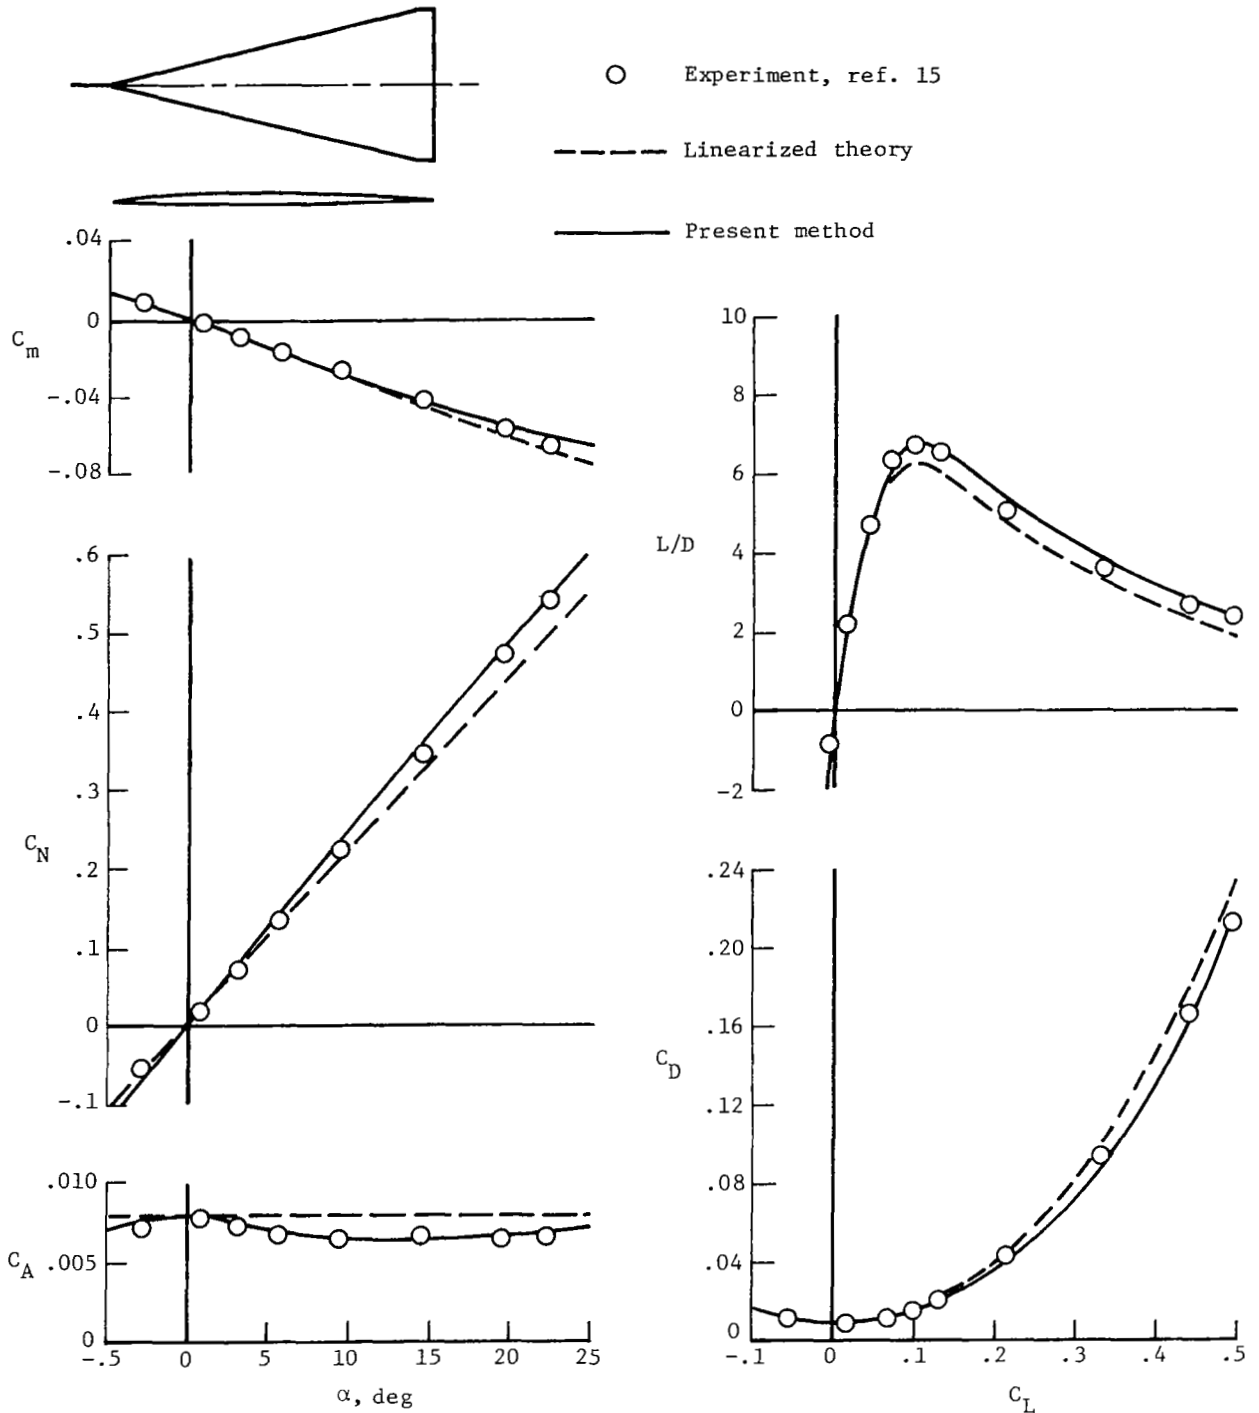 Experiment, ref. 15
Linearized theory
Present method
.04
0
-.04
-.08
C_m
.6
.5
.4
.3
.2
.1
0
-.1
C_N
.010
.005
0
C_A
-.5 0 5 10 15 20 25
α, deg
10
8
6
4
2
0
-2
L/D
.24
.20
.16
.12
.08
.04
0
C_D
-.1 0 .1 .2 .3 .4 .5
C_L